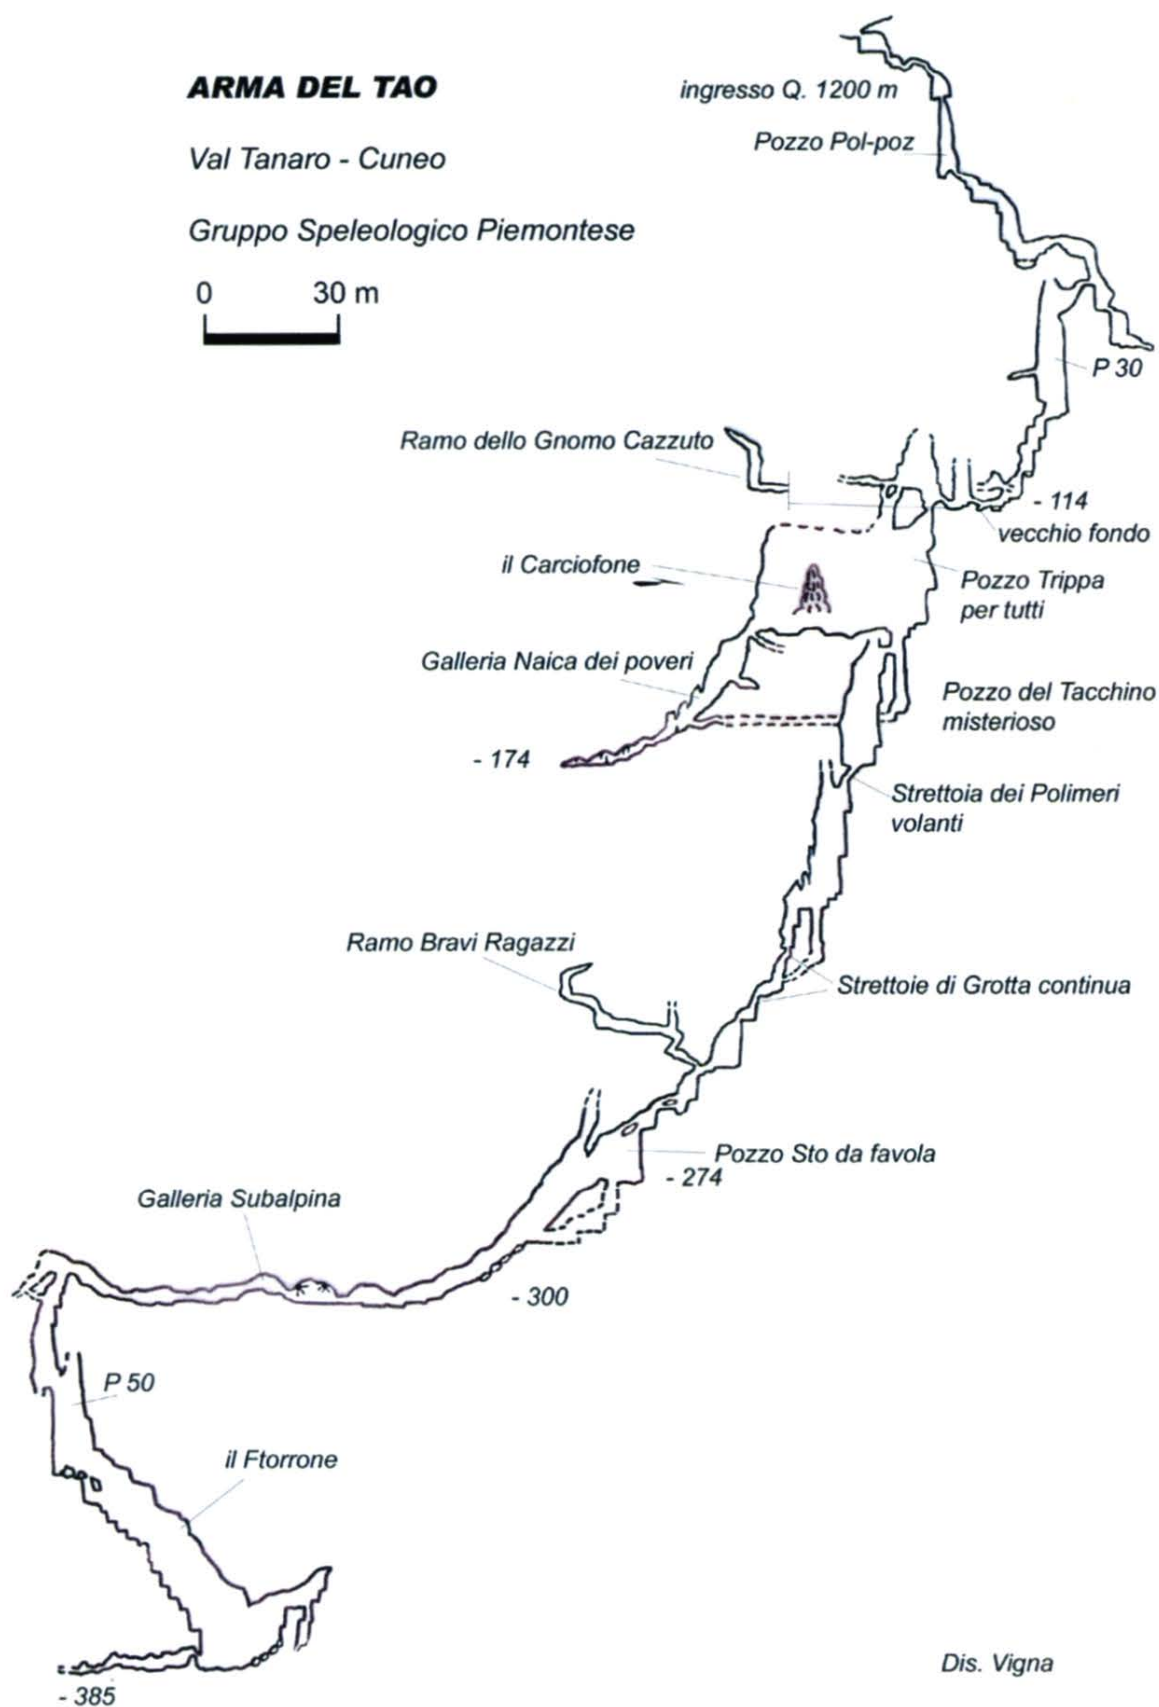 ARMA DEL TAO
ingresso Q. 1200 m
Pozzo Pol-poz
Val Tanaro - Cuneo
Gruppo Speleologico Piemontese
0 30 m
P 30
Ramo dello Gnomo Cazzuto
- 114
vecchio fondo
il Carciofone
Pozzo Trippa
per tutti
Galleria Naica dei poveri
Pozzo del Tacchino
misterioso
- 174
Strettoia dei Polimeri
volanti
Ramo Bravi Ragazzi
Strettoie di Grotta continua
Pozzo Sto da favola
- 274
Galleria Subalpina
- 300
P 50
il Ftorrone
Dis. Vigna
- 385